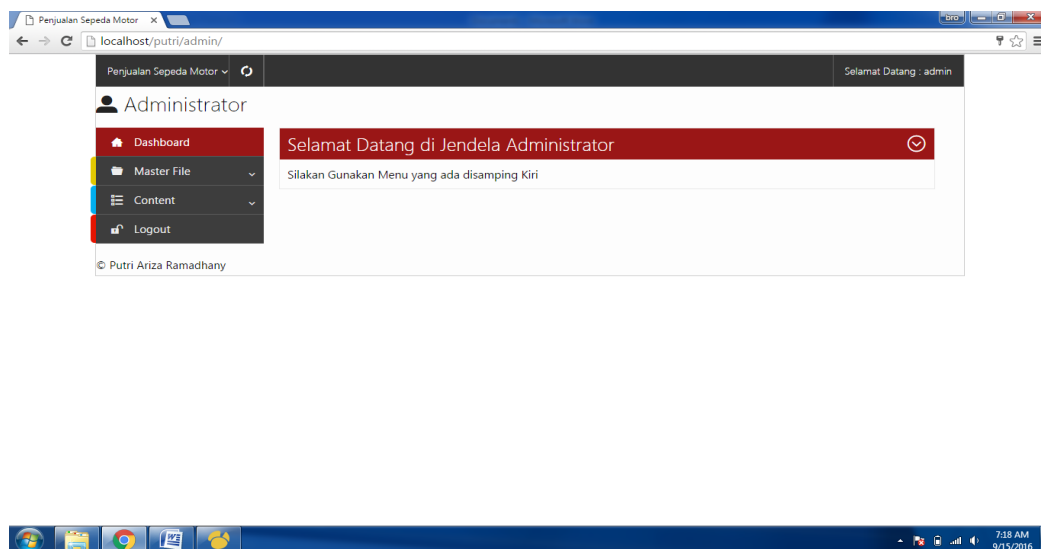 Penjualan Sepeda Motor
bro
localhost/putri/admin/
Penjualan Sepeda Motor
Selamat Datang : admin
Administrator
Dashboard
Master File
Content
Logout
Selamat Datang di Jendela Administrator
Silakan Gunakan Menu yang ada disamping Kiri
© Putri Ariza Ramadhany
7:18 AM
9/15/2016